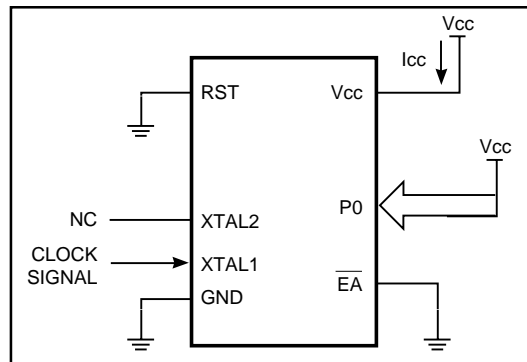 Vcc
Icc
RST
Vcc
Vcc
P0
NC
XTAL2
CLOCK
SIGNAL
XTAL1
GND
EA